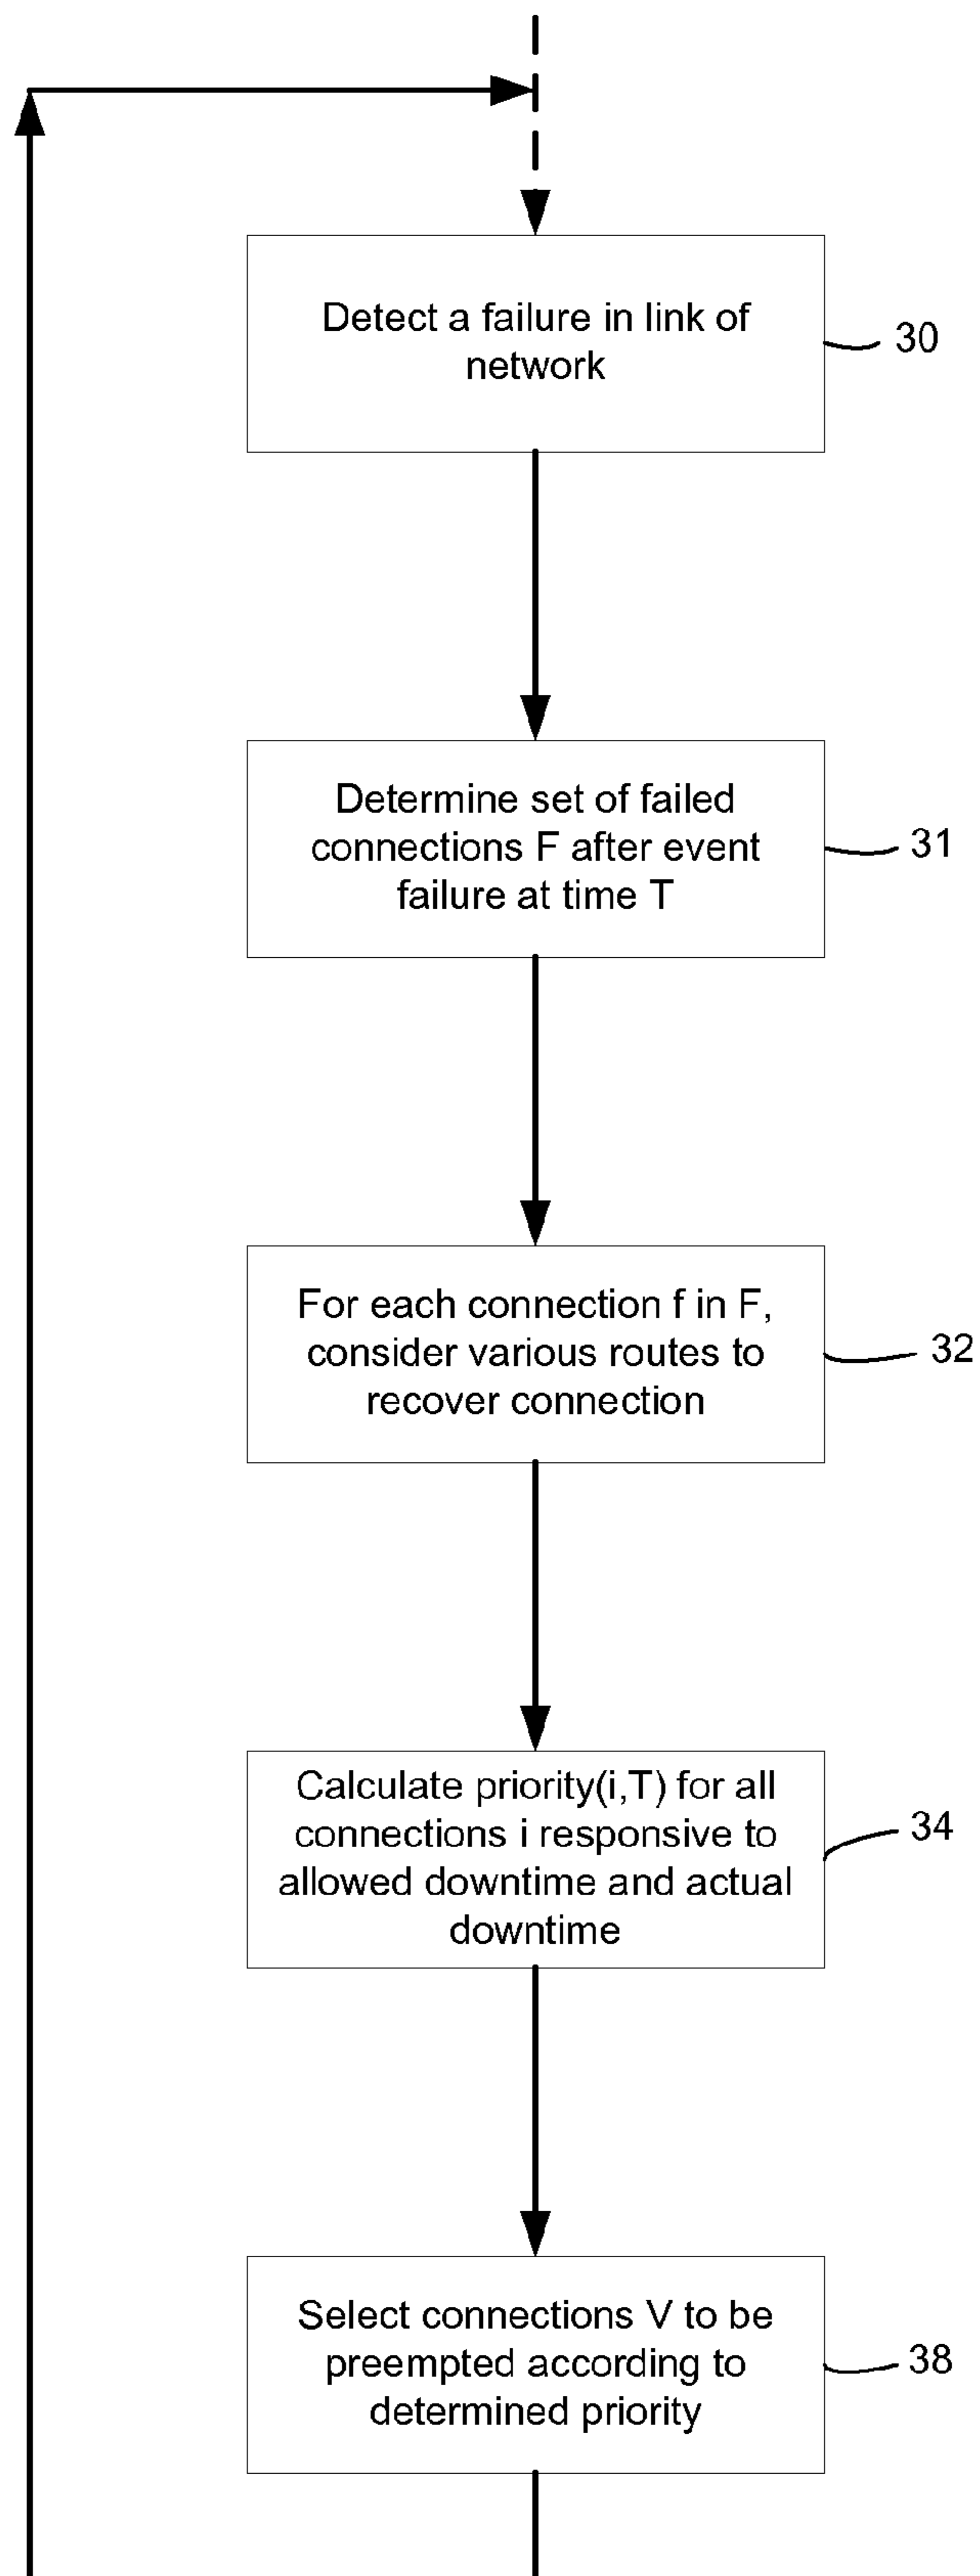 Detect a failure in link of
network
30
Determine set of failed
connections F after event
failure at time T
31
For each connection f in F,
consider various routes to
recover connection
32
Calculate priority(i,T) for all
connections i responsive to
allowed downtime and actual
downtime
34
Select connections V to be
preempted according to
determined priority
38